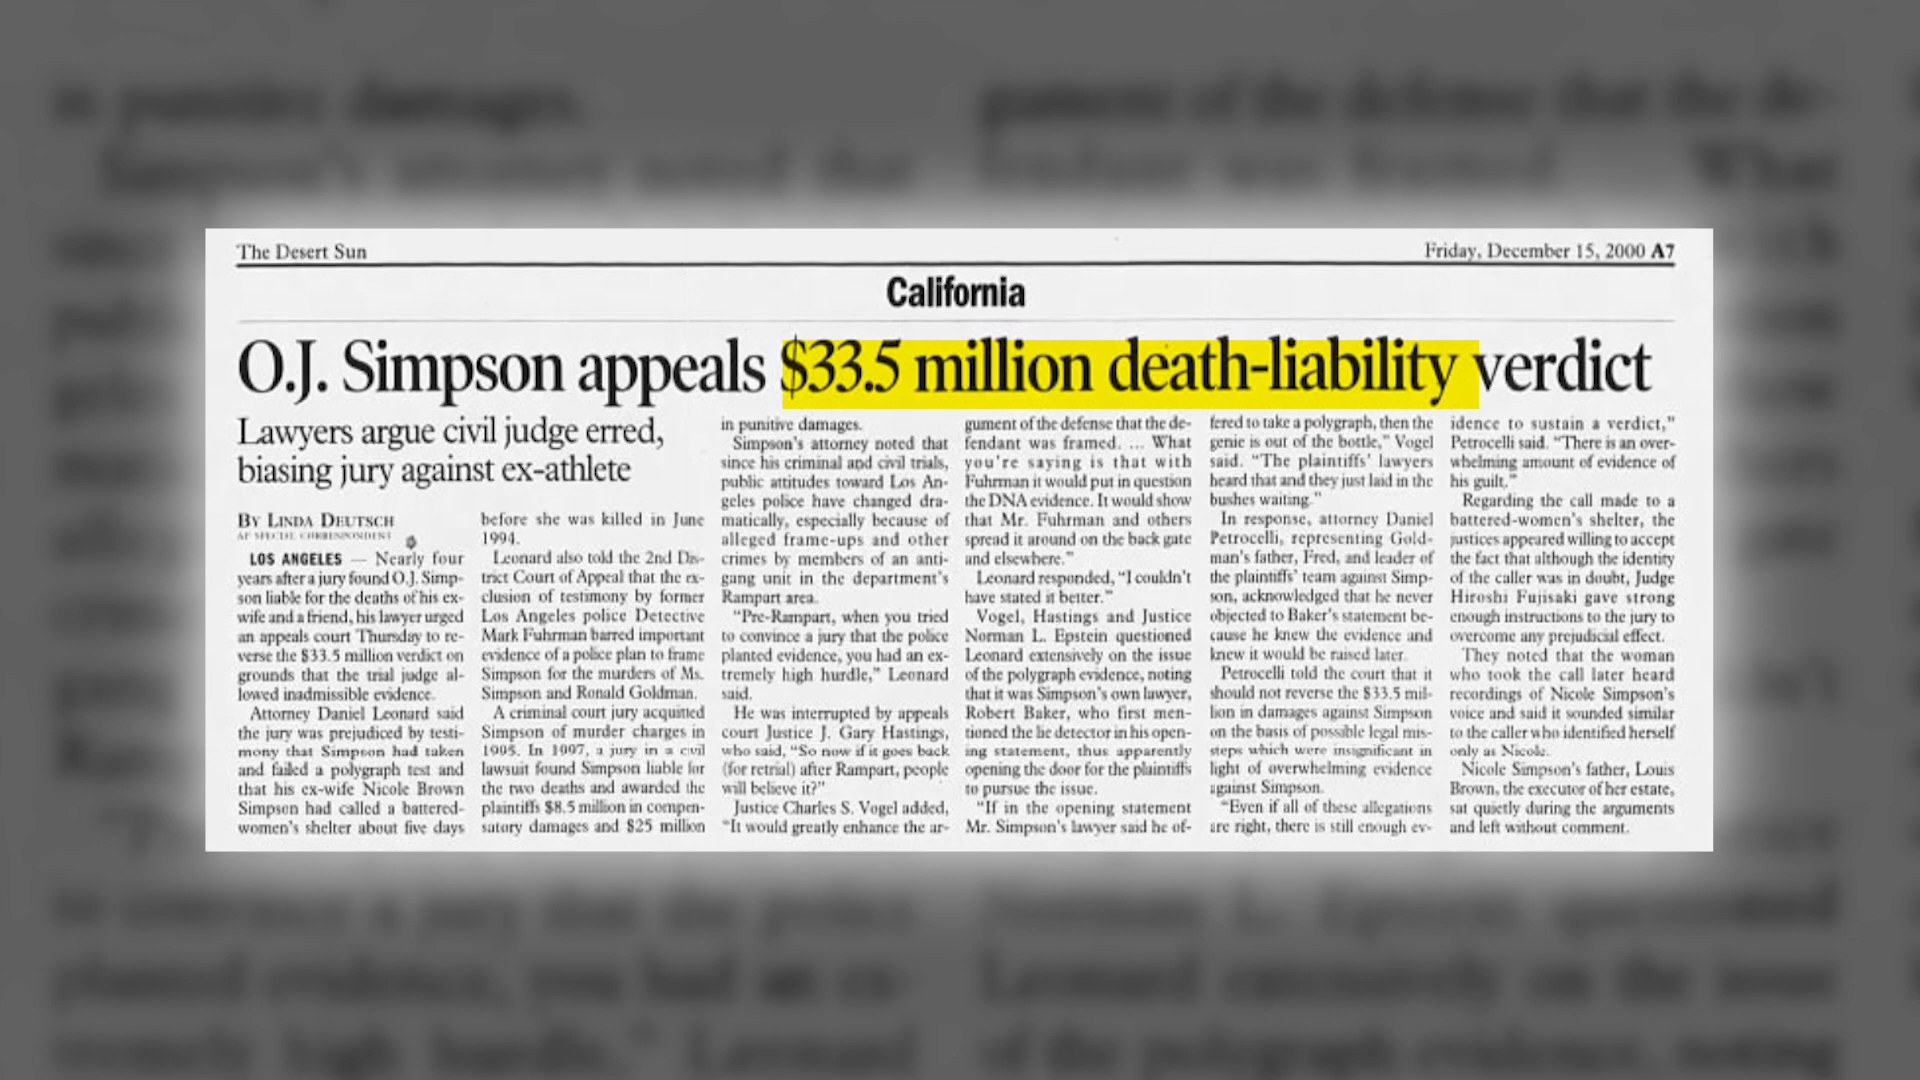 The Desert Sun
Friday, December 15, 2000 A7
California
O.J. Simpson appeals $33.5 million death-liability verdict
Lawyers argue civil judge erred,
biasing jury against ex-athlete
BY LINDA DEUTSCH
AP SPECIAL CORRESPONDENT
LOS ANGELES — Nearly four
years after a jury found O.J. Simp-
son liable for the deaths of his ex-
wife and a friend, his lawyer urged
an appeals court Thursday to re-
verse the $33.5 million verdict on
grounds that the trial judge al-
lowed inadmissible evidence.
Attorney Daniel Leonard said
the jury was prejudiced by testi-
mony that Simpson had taken
and failed a polygraph test and
that his ex-wife Nicole Brown
Simpson had called a battered-
women's shelter about five days
before she was killed in June
1994.
Leonard also told the 2nd Dis-
trict Court of Appeal that the ex-
clusion of testimony by former
Los Angeles police Detective
Mark Fuhrman barred important
evidence of a police plan to frame
Simpson for the murders of Ms.
Simpson and Ronald Goldman.
A criminal court jury acquitted
Simpson of murder charges in
1995. In 1997, a jury in a civil
lawsuit found Simpson liable for
the two deaths and awarded the
plaintiffs $8.5 million in compen-
satory damages and $25 million
in punitive damages.
Simpson's attorney noted that
since his criminal and civil trials,
public attitudes toward Los An-
geles police have changed dra-
matically, especially because of
alleged frame-ups and other
crimes by members of an anti-
gang unit in the department's
Rampart area.
"Pre-Rampart, when you tried
to convince a jury that the police
planted evidence, you had an ex-
tremely high hurdle," Leonard
said.
He was interrupted by appeals
court Justice J. Gary Hastings,
who said, "So now if it goes back
(for retrial) after Rampart, people
will believe it?"
Justice Charles S. Vogel added,
"It would greatly enhance the ar-
gument of the defense that the de-
fendant was framed. ... What
you're saying is that with
Fuhrman it would put in question
the DNA evidence. It would show
that Mr. Fuhrman and others
spread it around on the back gate
and elsewhere."
Leonard responded, "I couldn't
have stated it better."
Vogel, Hastings and Justice
Norman L. Epstein questioned
Leonard extensively on the issue
of the polygraph evidence, noting
that it was Simpson's own lawyer,
Robert Baker, who first men-
tioned the lie detector in his open-
ing statement, thus apparently
opening the door for the plaintiffs
to pursue the issue.
"If in the opening statement
Mr. Simpson's lawyer said he of-
fered to take a polygraph, then the
genie is out of the bottle," Vogel
said. "The plaintiffs' lawyers
heard that and they just laid in the
bushes waiting."
In response, attorney Daniel
Petrocelli, representing Gold-
man's father, Fred, and leader of
the plaintiffs' team against Simp-
son, acknowledged that he never
objected to Baker's statement be-
cause he knew the evidence and
knew it would be raised later.
Petrocelli told the court that it
should not reverse the $33.5 mil-
lion in damages against Simpson
on the basis of possible legal mis-
steps which were insignificant in
light of overwhelming evidence
against Simpson.
"Even if all of these allegations
are right, there is still enough ev-
idence to sustain a verdict,"
Petrocelli said. "There is an over-
whelming amount of evidence of
his guilt."
Regarding the call made to a
battered-women's shelter, the
justices appeared willing to accept
the fact that although the identity
of the caller was in doubt, Judge
Hiroshi Fujisaki gave strong
enough instructions to the jury to
overcome any prejudicial effect.
They noted that the woman
who took the call later heard
recordings of Nicole Simpson's
voice and said it sounded similar
to the caller who identified herself
only as Nicole.
Nicole Simpson's father, Louis
Brown, the executor of her estate,
sat quietly during the arguments
and left without comment.